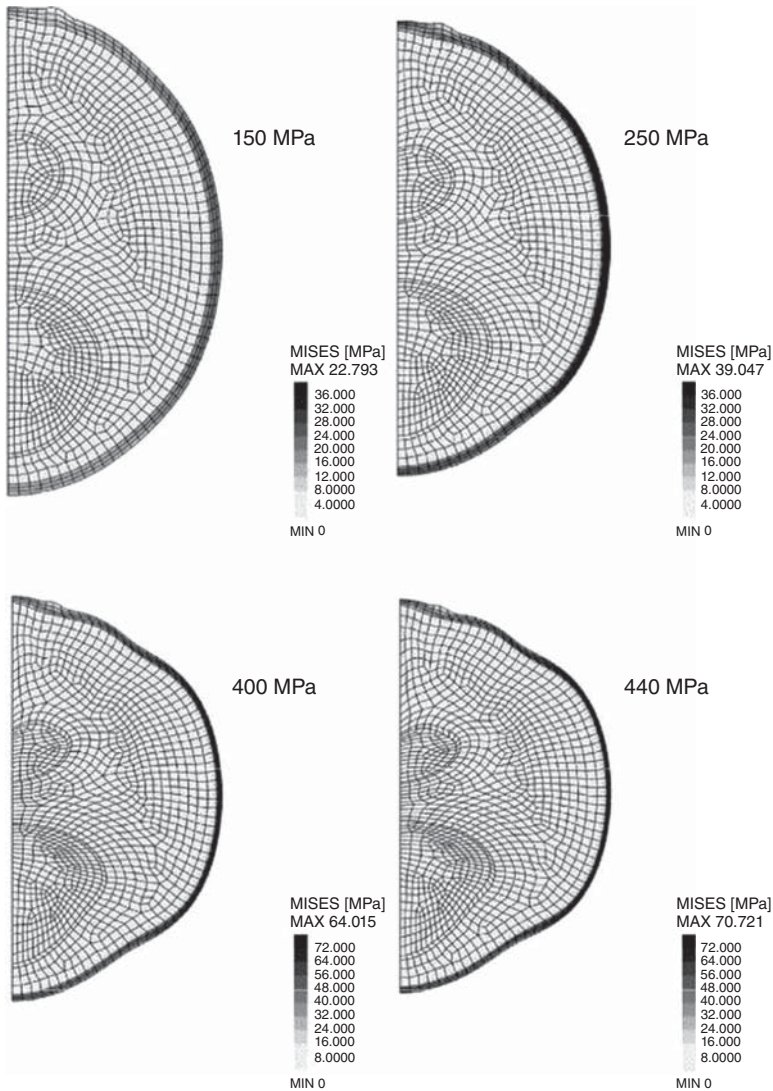 150 MPa
MISES [MPa]
MAX 22.793
36.000
32.000
28.000
24.000
20.000
16.000
12.000
8.0000
4.0000
MIN 0
250 MPa
MISES [MPa]
MAX 39.047
36.000
32.000
28.000
24.000
20.000
16.000
12.000
8.0000
4.0000
MIN 0
400 MPa
MISES [MPa]
MAX 64.015
72.000
64.000
56.000
48.000
40.000
32.000
24.000
16.000
8.0000
MIN 0
440 MPa
MISES [MPa]
MAX 70.721
72.000
64.000
56.000
48.000
40.000
32.000
24.000
16.000
8.0000
MIN 0